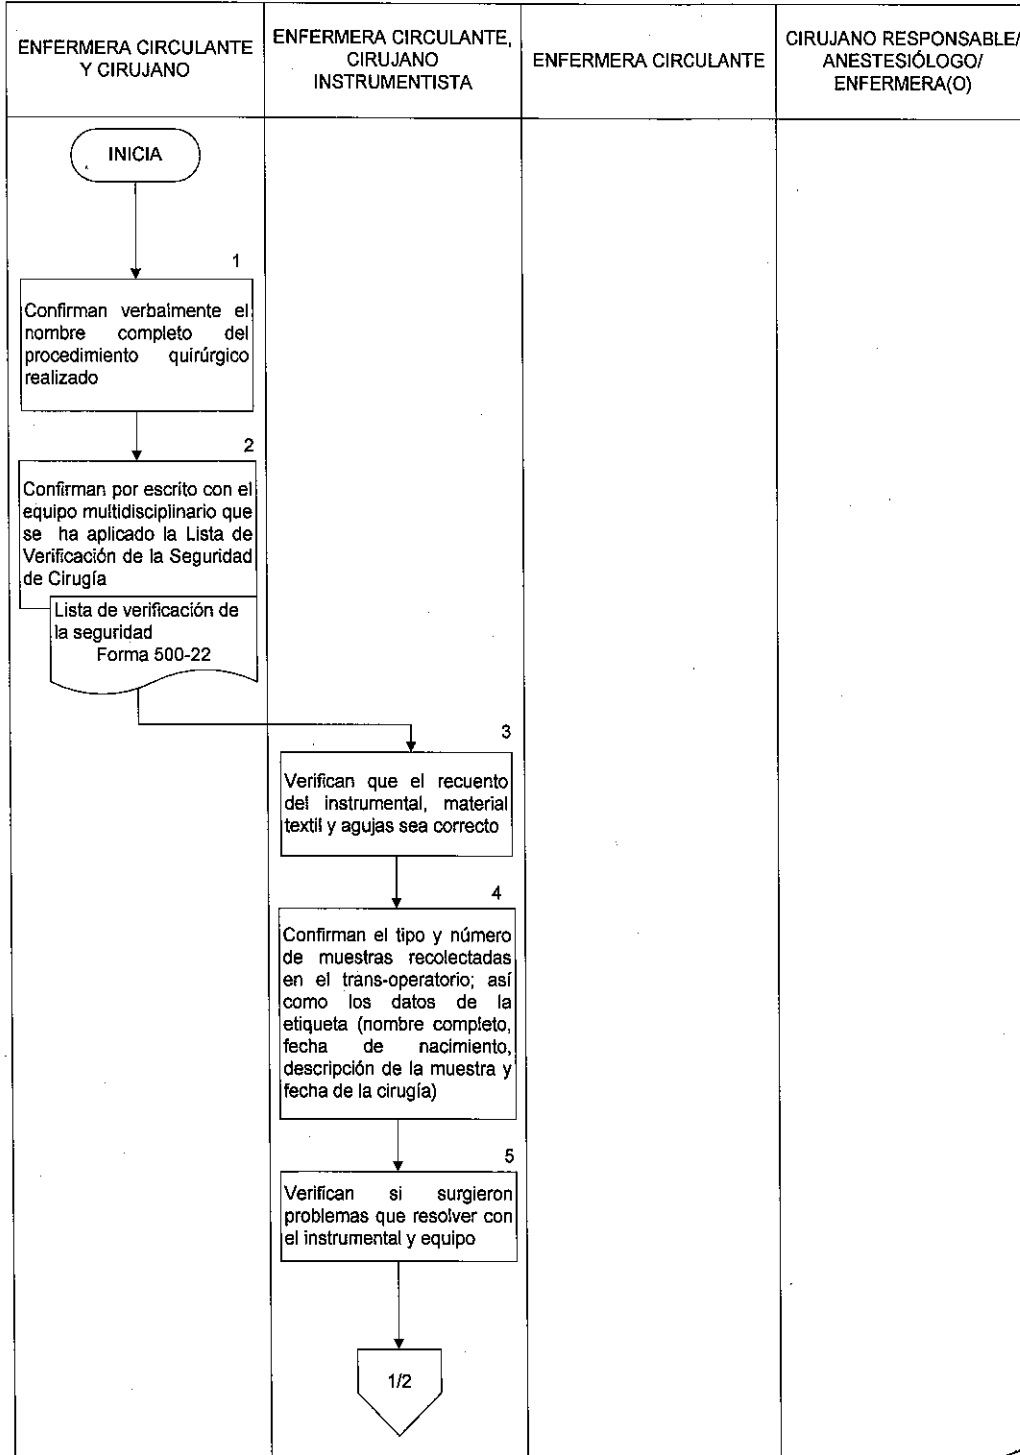 ENFERMERA CIRCULANTE
Y CIRUJANO
ENFERMERA CIRCULANTE,
CIRUJANO
INSTRUMENTISTA
ENFERMERA CIRCULANTE
CIRUJANO RESPONSABLE/
ANESTESIÓLOGO/
ENFERMERA(O)
INICIA
1
Confirman verbalmente el
nombre completo del
procedimiento quirúrgico
realizado
2
Confirman por escrito con el
equipo multidisciplinario que
se ha aplicado la Lista de
Verificación de la Seguridad
de Cirugía
Lista de verificación de
la seguridad
Forma 500-22
3
Verifican que el recuento
del instrumental, material
textil y agujas sea correcto
4
Confirman el tipo y número
de muestras recolectadas
en el trans-operatorio; así
como los datos de la
etiqueta (nombre completo,
fecha de nacimiento,
descripción de la muestra y
fecha de la cirugía)
5
Verifican si surgieron
problemas que resolver con
el instrumental y equipo
1/2